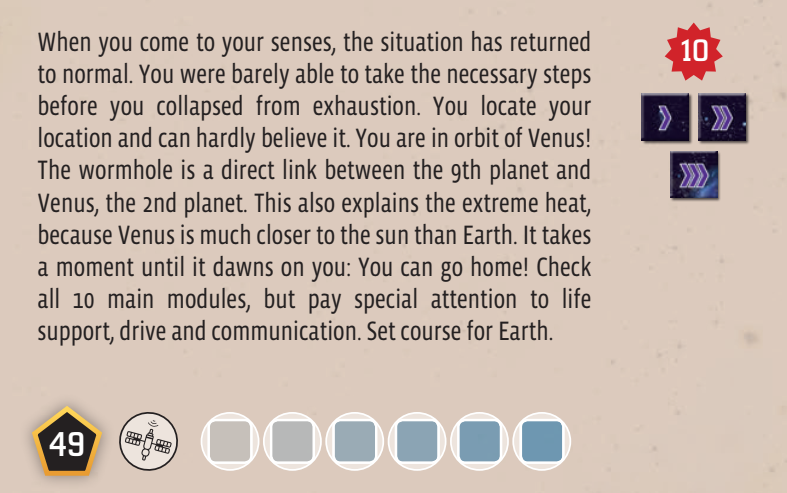 When you come to your senses, the situation has returned
to normal. You were barely able to take the necessary steps
before you collapsed from exhaustion. You locate your
location and can hardly believe it. You are in orbit of Venus!
The wormhole is a direct link between the 9th planet and
Venus, the 2nd planet. This also explains the extreme heat,
because Venus is much closer to the sun than Earth. It takes
a moment until it dawns on you: You can go home! Check
all 10 main modules, but pay special attention to life
support, drive and communication. Set course for Earth.
10
49